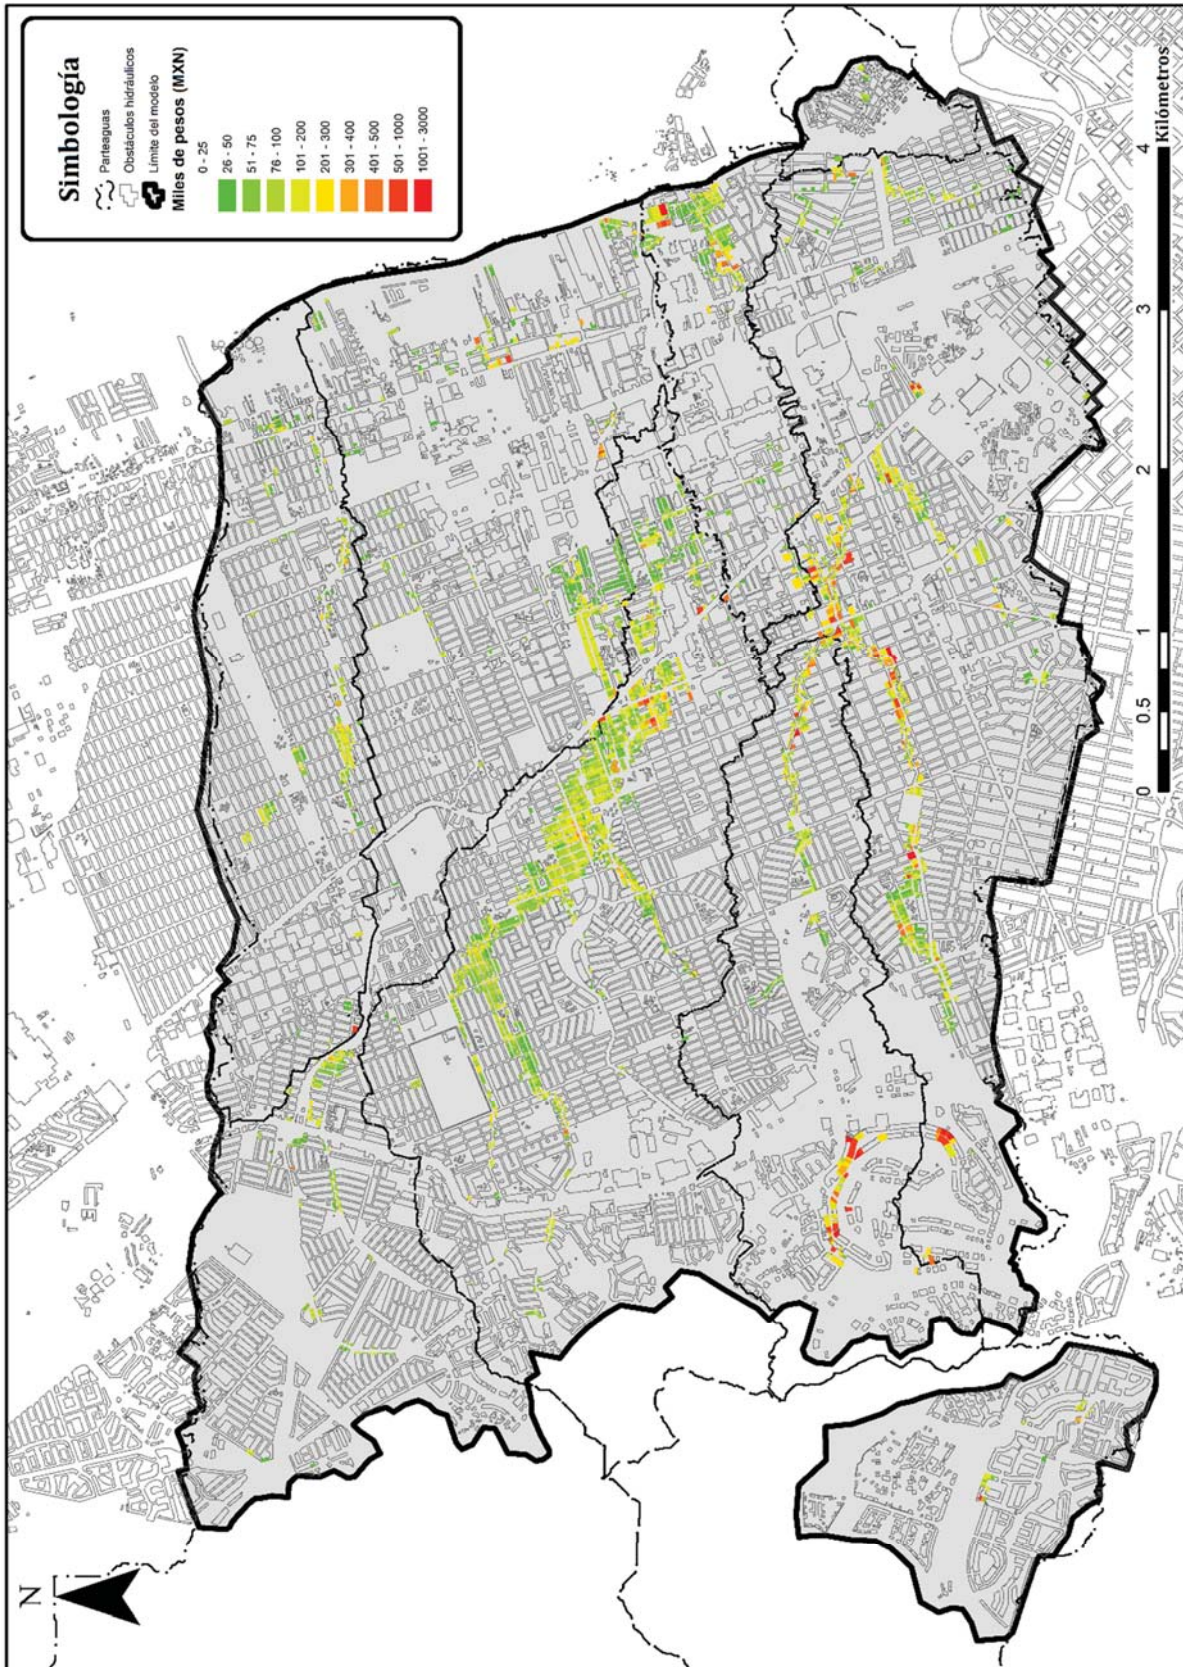 Simbología
Parteaguas
Obstáculos hidráulicos
Límite del modelo
Miles de pesos (MXN)
0 - 25
26 - 50
51 - 75
76 - 100
101 - 200
201 - 300
301 - 400
401 - 500
501 - 1000
1001 - 3000
N
0 0.5 1 2 3 4
Kilómetros